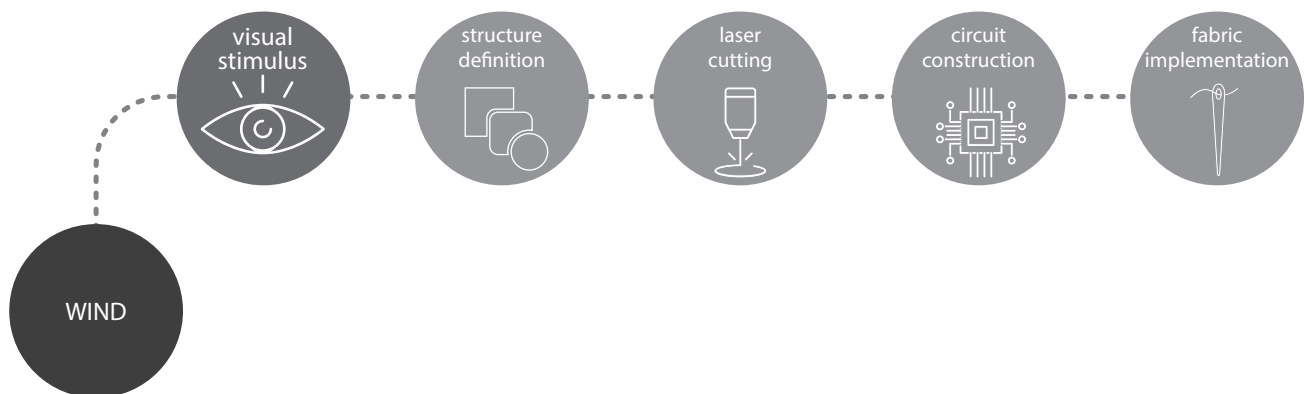 visual
stimulus
structure
definition
laser
cutting
circuit
construction
fabric
implementation
WIND